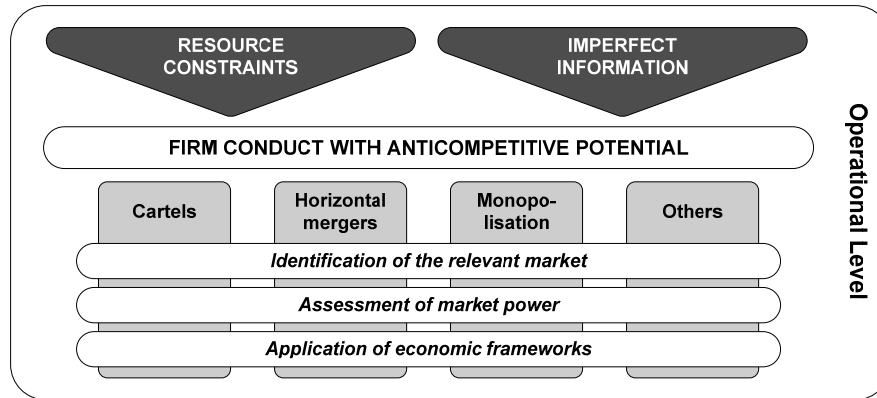 RESOURCE
CONSTRAINTS
IMPERFECT
INFORMATION
FIRM CONDUCT WITH ANTICOMPETITIVE POTENTIAL
Cartels
Horizontal
mergers
Monopo-
lisation
Others
Identification of the relevant market
Assessment of market power
Application of economic frameworks
Operational Level